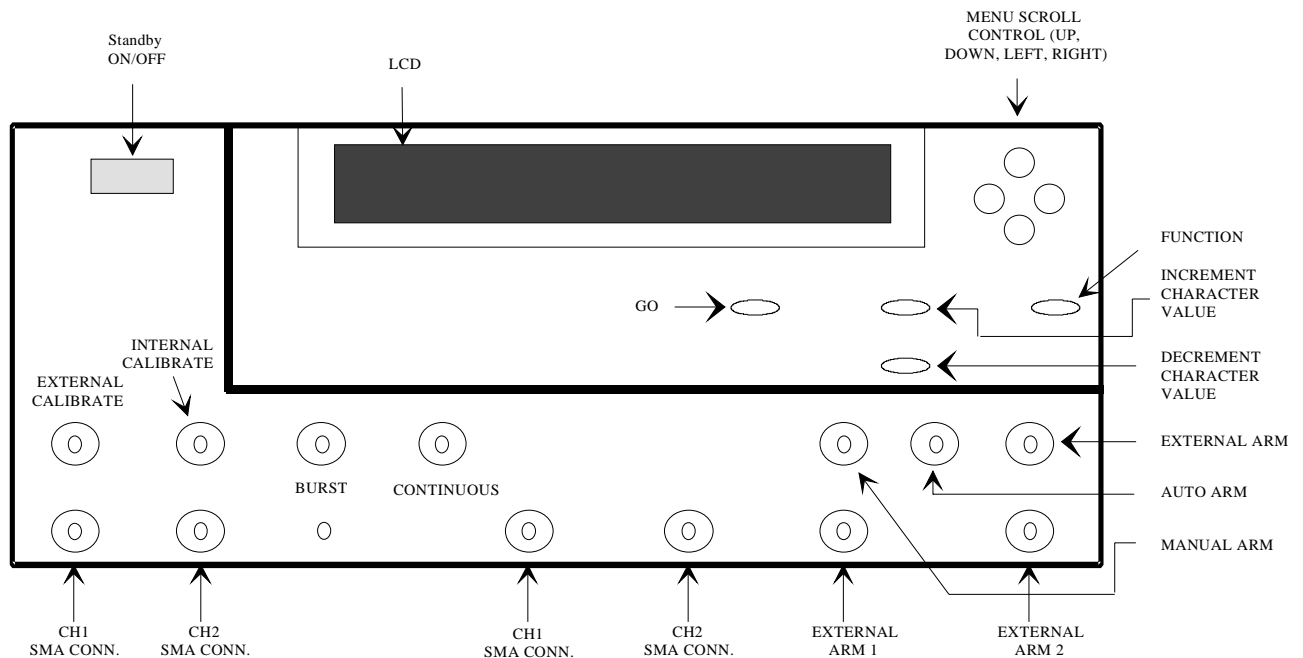 MENU SCROLL
CONTROL (UP,
DOWN, LEFT, RIGHT)
Standby
ON/OFF
LCD
FUNCTION
INCREMENT
CHARACTER
VALUE
GO
INTERNAL
CALIBRATE
DECREMENT
CHARACTER
VALUE
EXTERNAL
CALIBRATE
EXTERNAL ARM
BURST
CONTINUOUS
AUTO ARM
MANUAL ARM
CH1
SMA CONN.
CH2
SMA CONN.
CH1
SMA CONN.
CH2
SMA CONN.
EXTERNAL
ARM 1
EXTERNAL
ARM 2